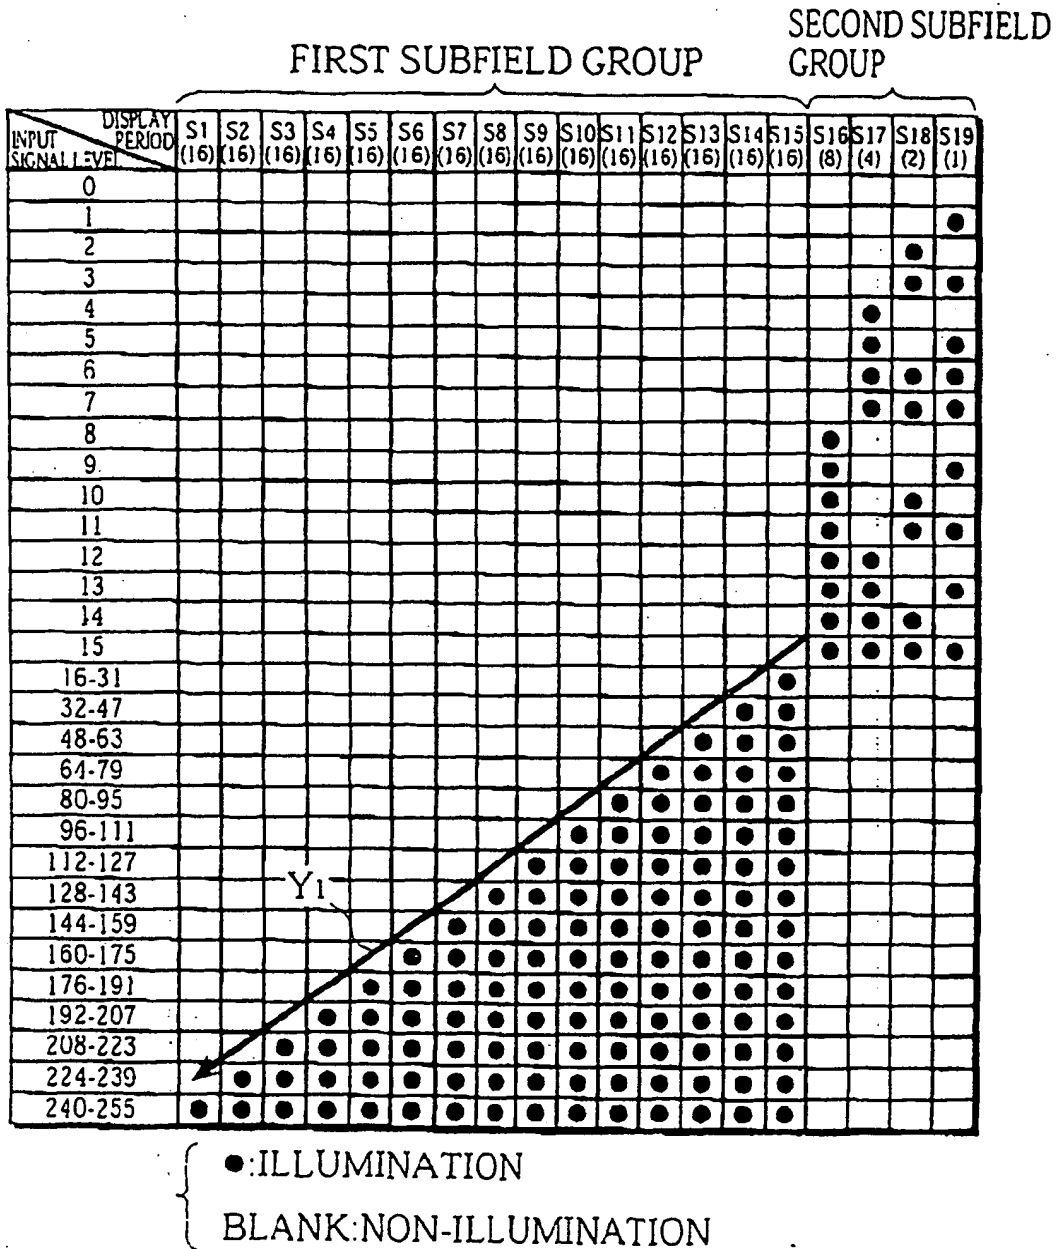 SECOND SUBFIELD
GROUP
FIRST SUBFIELD GROUP
DISPLAY
PERIOD
INPUT
SIGNAL LEVEL
S1 S2 S3 S4 S5 S6 S7 S8 S9 S10 S11 S12 S13 S14 S15 S16 S17 S18 S19
(16) (16) (16) (16) (16) (16) (16) (16) (16) (16) (16) (16) (16) (16) (16) (8) (4) (2) (1)
0
1 ●
2 ●
3 ● ●
4 ●
5 ● ●
6 ● ● ●
7 ● ● ●
8 ●
9 ● ●
10 ● ●
11 ● ● ●
12 ● ●
13 ● ● ●
14 ● ● ●
15 ● ● ● ●
16-31 ●
32-47 ● ●
48-63 ● ● ●
64-79 ● ● ● ●
80-95 ● ● ● ● ●
96-111 ● ● ● ● ● ●
112-127 ● ● ● ● ● ● ●
Y1
128-143 ● ● ● ● ● ● ● ●
144-159 ● ● ● ● ● ● ● ● ●
160-175 ● ● ● ● ● ● ● ● ● ●
176-191 ● ● ● ● ● ● ● ● ● ● ●
192-207 ● ● ● ● ● ● ● ● ● ● ● ●
208-223 ● ● ● ● ● ● ● ● ● ● ● ● ●
224-239 ● ● ● ● ● ● ● ● ● ● ● ● ● ●
240-255 ● ● ● ● ● ● ● ● ● ● ● ● ● ● ●
●:ILLUMINATION
BLANK:NON-ILLUMINATION